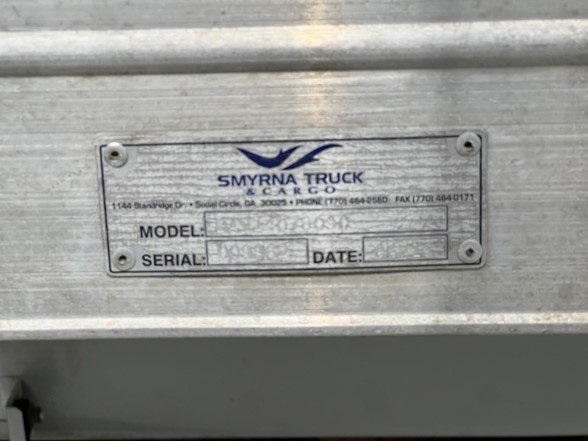 SMYRNA TRUCK
& CARGO
1144 Standridge Dr. • Social Circle, GA. 30025 • PHONE (770) 464-2580 FAX (770) 464-0171
MODEL:
SERIAL: DATE: